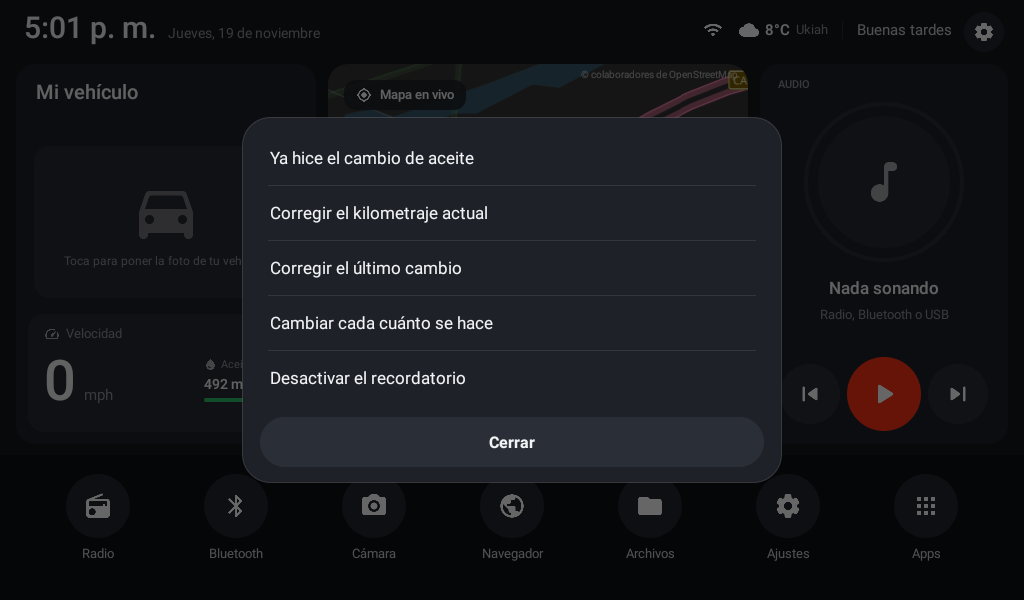 5:01 p. m.
Jueves, 19 de noviembre
8°C Ukiah
Buenas tardes
Mi vehículo
Mapa en vivo
© colaboradores de OpenStreetMap
CA
AUDIO
Ya hice el cambio de aceite
Corregir el kilometraje actual
Corregir el último cambio
Cambiar cada cuánto se hace
Desactivar el recordatorio
Cerrar
Toca para poner la foto de tu veh
Velocidad
0 mph
Acei
492 m
Nada sonando
Radio, Bluetooth o USB
Radio
Bluetooth
Cámara
Navegador
Archivos
Ajustes
Apps